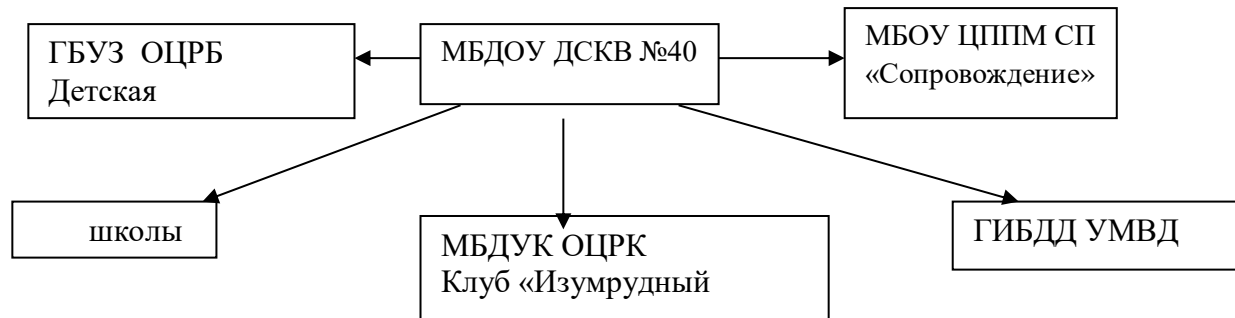 ГБУЗ ОЦРБ
Детская
МБДОУ ДСКВ №40
МБОУ ЦППМ СП
«Сопровождение»
школы
МБДУК ОЦРК
Клуб «Изумрудный
ГИБДД УМВД